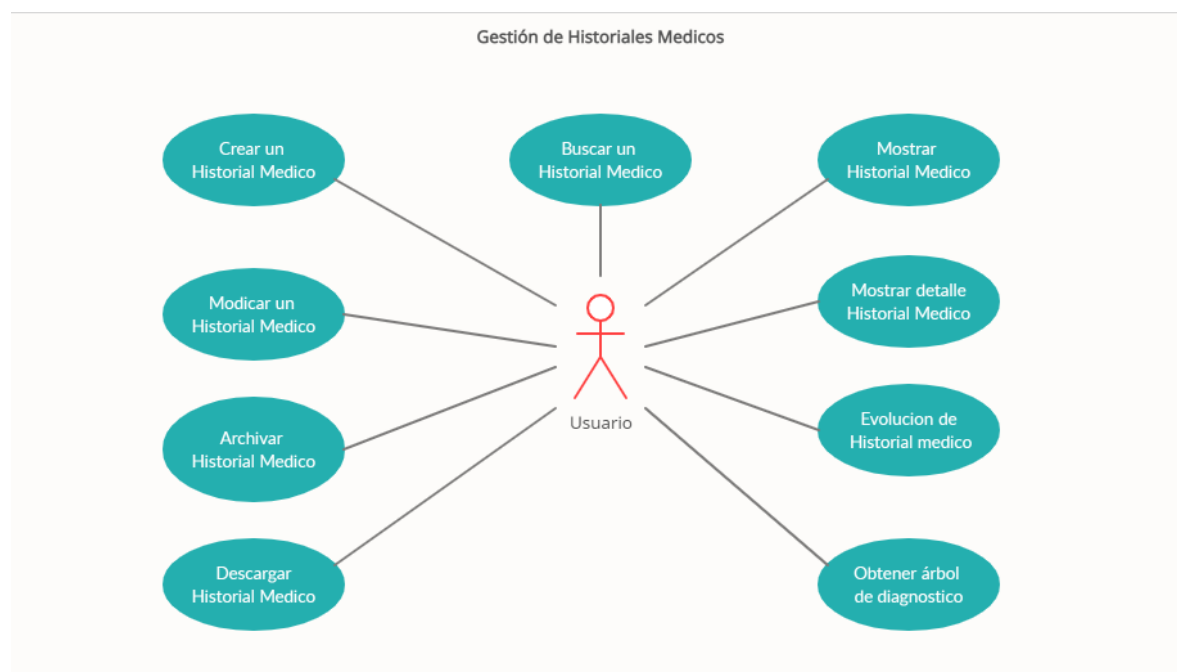 Gestión de Historiales Medicos
Crear un
Historial Medico
Buscar un
Historial Medico
Mostrar
Historial Medico
Modicar un
Historial Medico
Mostrar detalle
Historial Medico
Archivar
Historial Medico
Usuario
Evolucion de
Historial medico
Descargar
Historial Medico
Obtener árbol
de diagnostico